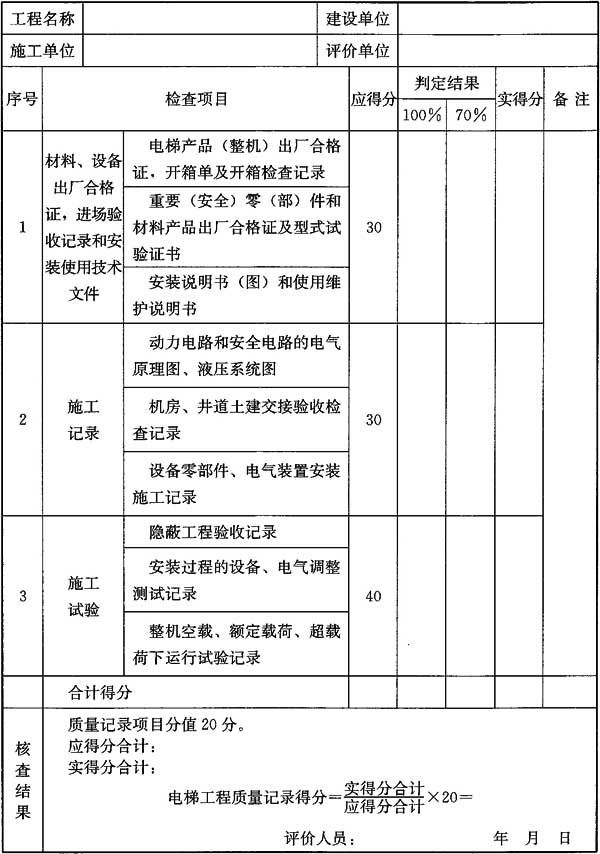 工程名称 建设单位
施工单位 评价单位
序号 检查项目 应得分 判定结果 实得分 备注
100% 70%
1
材料、设备
出厂合格
证,进场验
收记录和安
装使用技术
文件
电梯产品(整机)出厂合格
证,开箱单及开箱检查记录
重要(安全)零(部)件和
材料产品出厂合格证及型式试
验证书
安装说明书(图)和使用维
护说明书
30
2
施工
记录
动力电路和安全电路的电气
原理图、液压系统图
机房、井道土建交接验收检
查记录
设备零部件、电气装置安装
施工记录
30
3
施工
试验
隐蔽工程验收记录
安装过程的设备、电气调整
测试记录
整机空载、额定载荷、超载
荷下运行试验记录
40
合计得分
核
查
结
果
质量记录项目分值20分。
应得分合计:
实得分合计:
电梯工程质量记录得分=实得分合计/应得分合计×20=
评价人员: 年 月 日